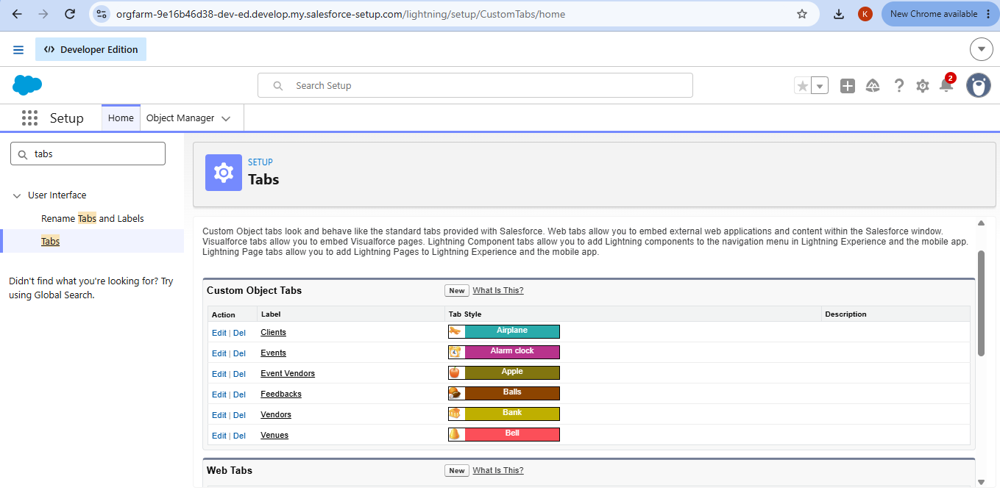 orgfarm-9e16b46d38-dev-ed.develop.my.salesforce-setup.com/lightning/setup/CustomTabs/home
K
New Chrome available
Developer Edition
Search Setup
2
Setup
Home
Object Manager
tabs
User Interface
Rename Tabs and Labels
Tabs
Didn't find what you're looking for? Try
using Global Search.
SETUP
Tabs
Custom Object tabs look and behave like the standard tabs provided with Salesforce. Web tabs allow you to embed external web applications and content within the Salesforce window.
Visualforce tabs allow you to embed Visualforce pages. Lightning Component tabs allow you to add Lightning components to the navigation menu in Lightning Experience and the mobile app.
Lightning Page tabs allow you to add Lightning Pages to Lightning Experience and the mobile app.
Custom Object Tabs New What Is This?
Action Label Tab Style Description
Edit | Del Clients Airplane
Edit | Del Events Alarm clock
Edit | Del Event Vendors Apple
Edit | Del Feedbacks Balls
Edit | Del Vendors Bank
Edit | Del Venues Bell
Web Tabs New What Is This?